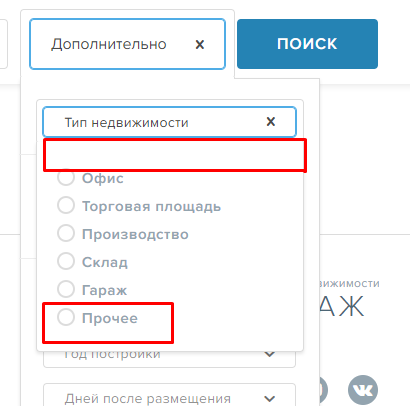 Дополнительно
ПОИСК
Тип недвижимости
Офис
Торговая площадь
Производство
Склад
Гараж
Прочее
Год постройки
Дней после размещения